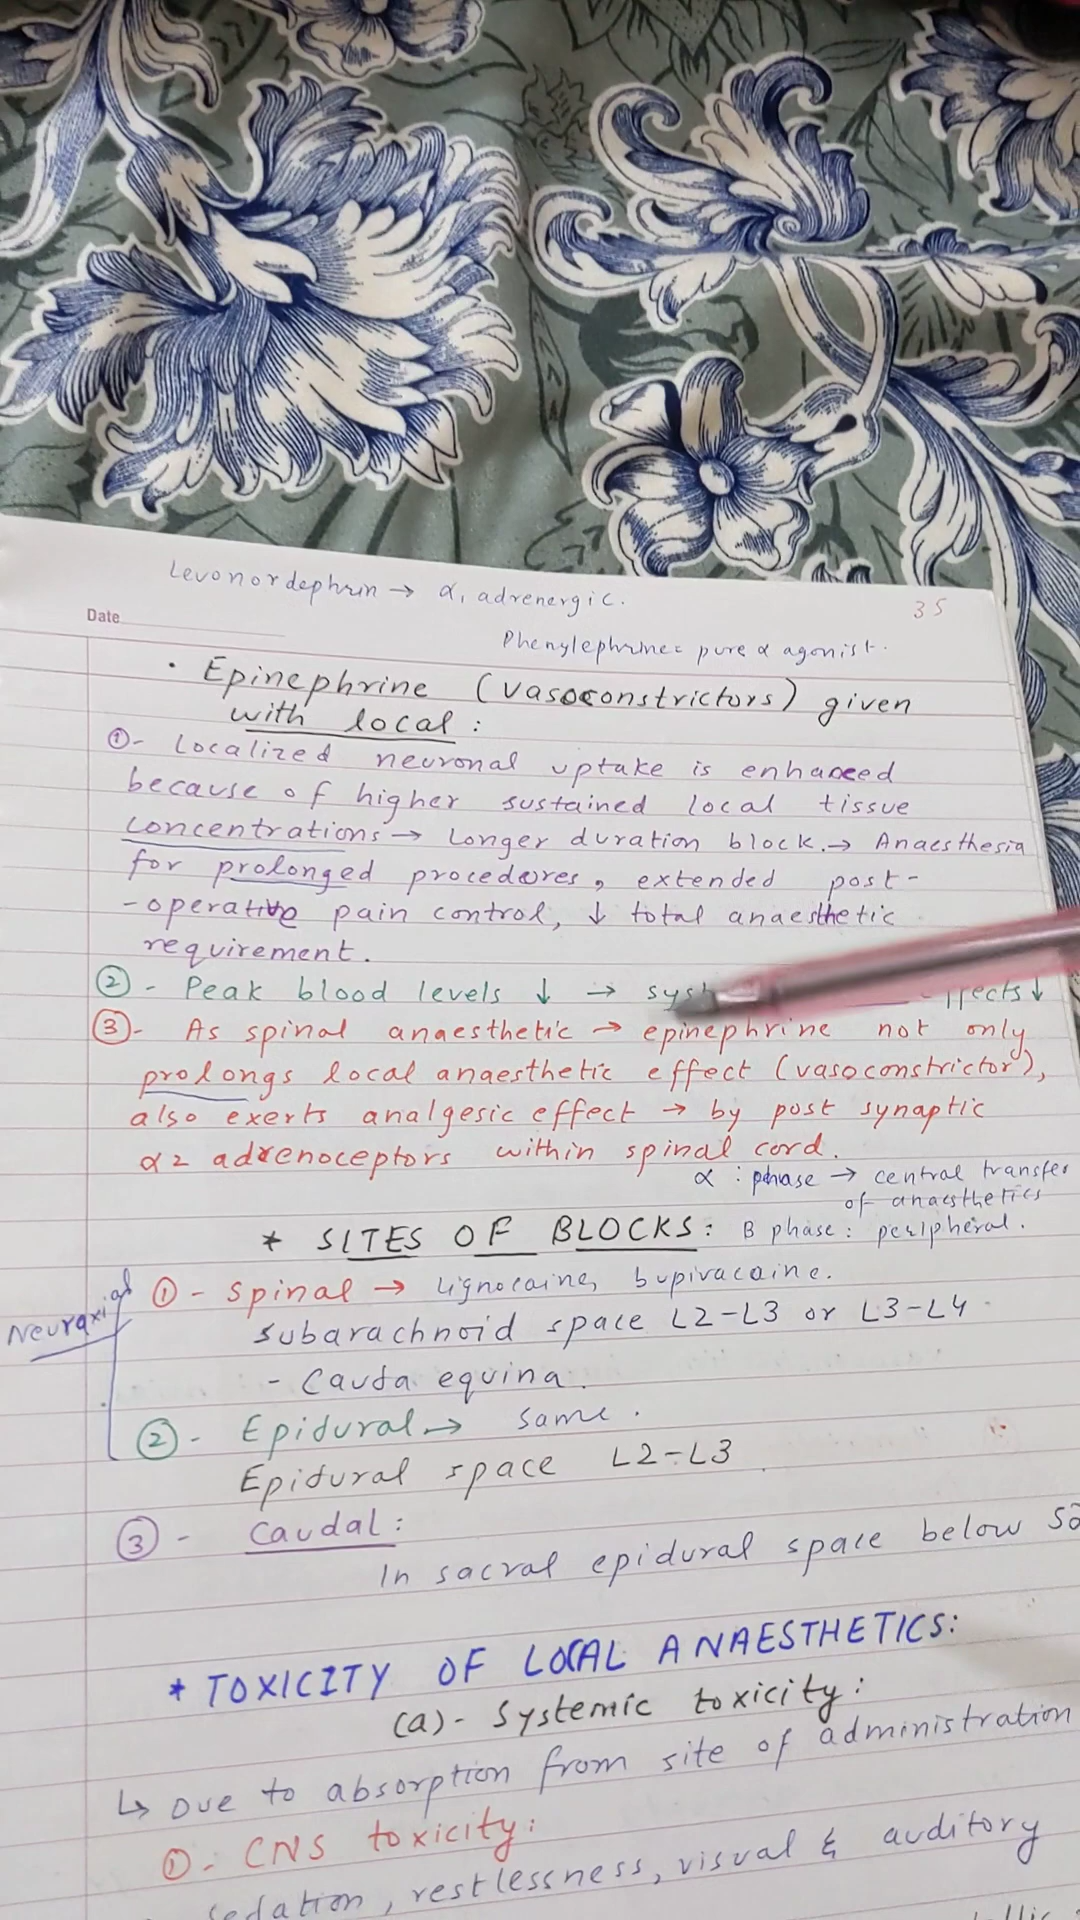 Levonordephrin → α, adrenergic.
35
Date
Phenylephrine = pure α agonist.
• Epinephrine (vasoconstrictors) given
with local :
①- Localized neuronal uptake is enhanced
because of higher sustained local tissue
concentrations → Longer duration block. → Anaesthesia
for prolonged procedures, extended post-
-operative pain control, ↓ total anaesthetic
requirement.
② - Peak blood levels ↓ → ↓
③- As spinal anaesthetic → epinephrine not only
prolongs local anaesthetic effect (vasoconstrictor),
also exerts analgesic effect → by post synaptic
α2 adrenoceptors within spinal cord.
α : phase → central transfer
of anaesthetics
* SITES OF BLOCKS: B phase : peripheral.
Neuraxial
① - Spinal → Lignocaine, bupivacaine.
subarachnoid space L2-L3 or L3-L4
- Cauda equina.
② - Epidural → same.
Epidural space L2-L3
③ - Caudal :
In sacral epidural space below
* TOXICITY OF LOCAL ANAESTHETICS:
(a)- Systemic toxicity :
↳ Due to absorption from site of administration
①- CNS toxicity:
sedation, restlessness, visual & auditory